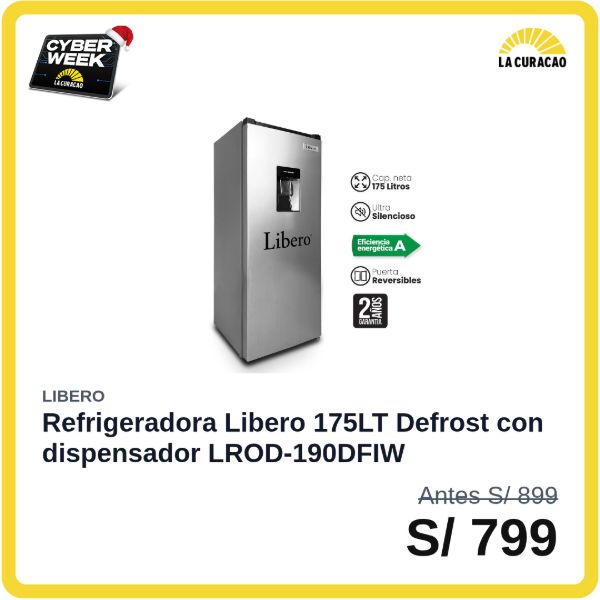 CYBER
WEEK
LA CURACAO
LA CURACAO
Libero
Cap. neta
175 Litros
Ultra
Silencioso
Eficiencia
energética A
Puerta
Reversibles
2 AÑOS
GARANTIA
LIBERO
Refrigeradora Libero 175LT Defrost con
dispensador LROD-190DFIW
Antes S/ 899
S/ 799